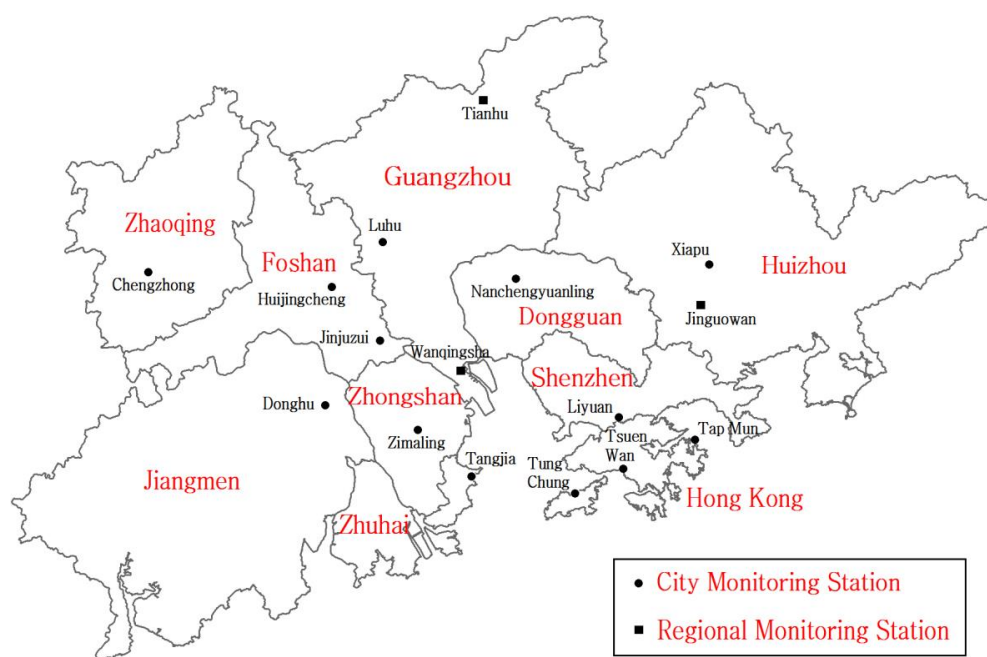 Tianhu
Guangzhou
Zhaoqing
Luhu
Xiapu
Foshan
Huizhou
Chengzhong
Huijingcheng
Nanchengyuanling
Dongguan
Jinguowan
Jinjuzui
Wanqingsha
Shenzhen
Zhongshan
Donghu
Liyuan
Zimaling
Tsuen
Wan
Tap Mun
Tangjia
Tung
Chung
Jiangmen
Hong Kong
Zhuhai
City Monitoring Station
Regional Monitoring Station